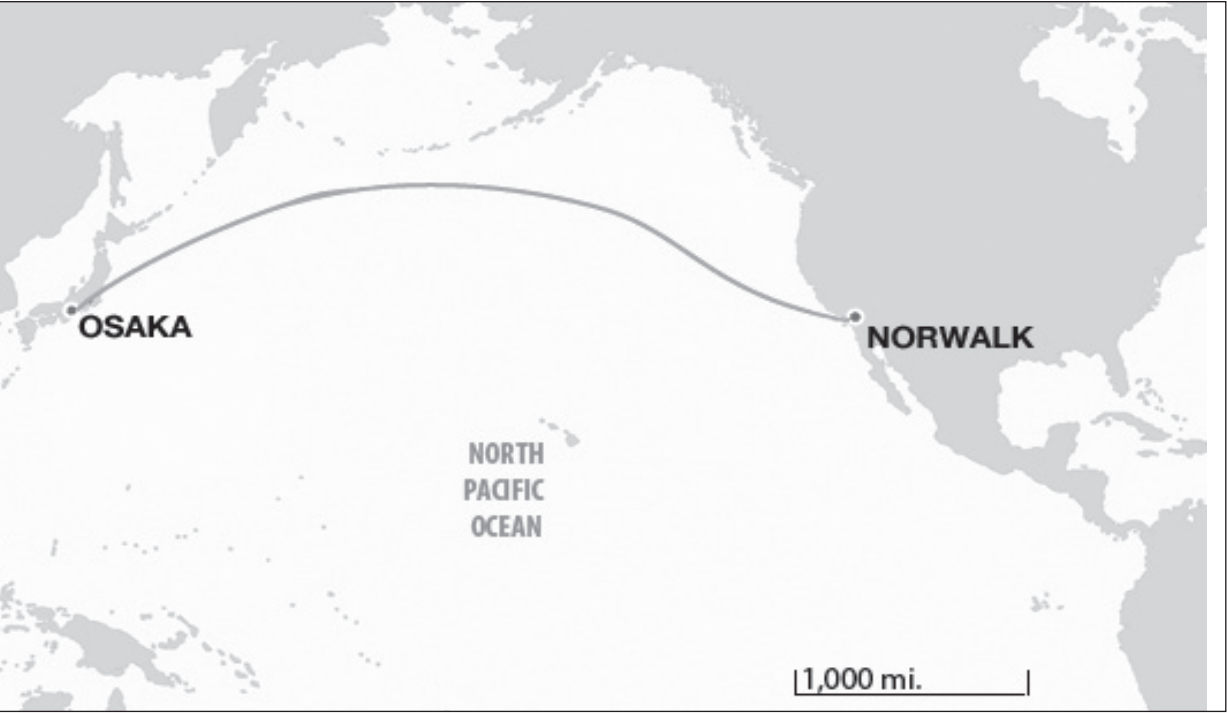 OSAKA
NORWALK
NORTH
PACIFIC
OCEAN
1,000 mi.